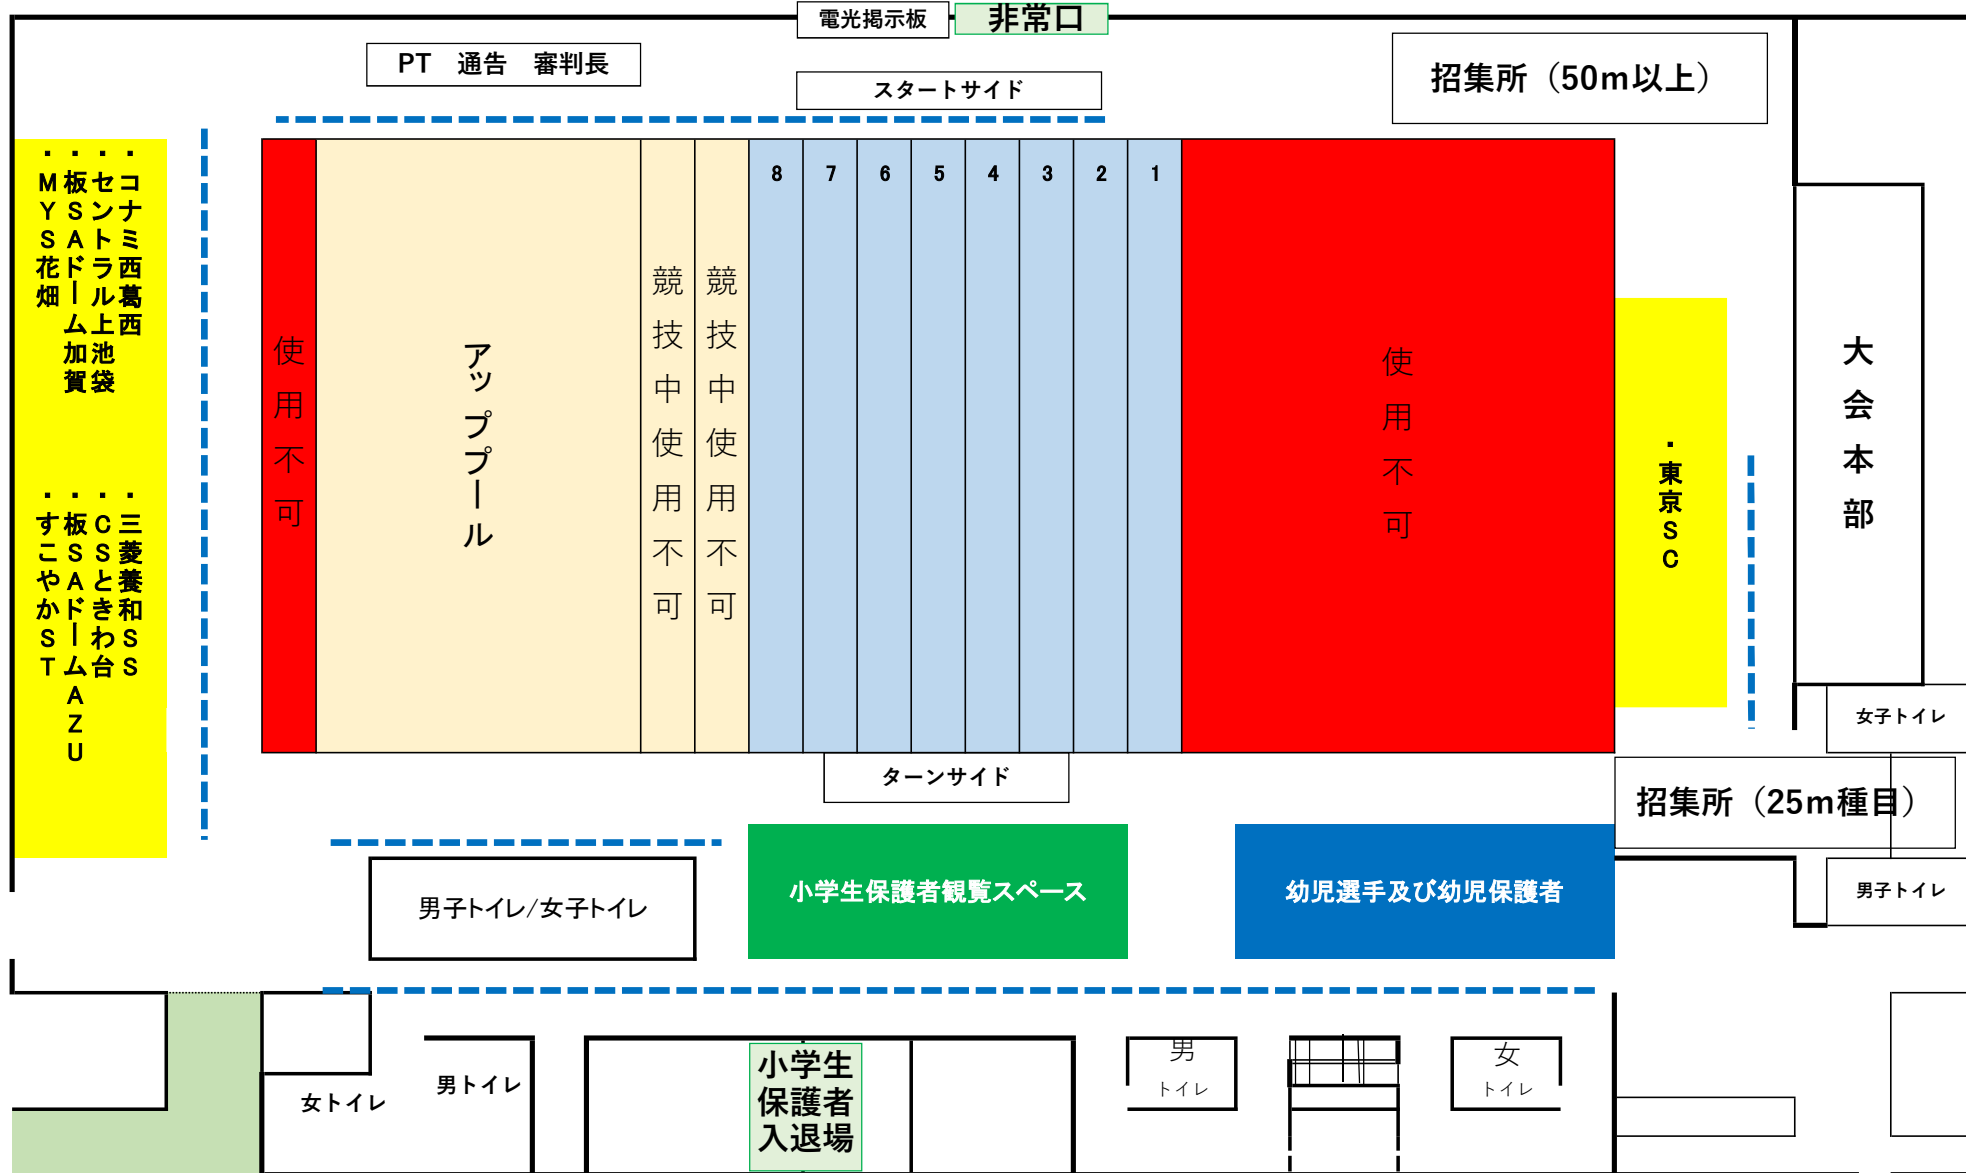 電光掲示板
非常口
PT　通告　審判長
スタートサイド
招集所（50m以上）
・コナミ西葛西
・セントラル上池袋
・板SAドーム加賀
・MYS花畑
・三菱養和SS
・CSときわ台
・板SAドームAZU
・すこやかST
使用不可
アッププール
競技中使用不可
競技中使用不可
8
7
6
5
4
3
2
1
使用不可
・東京SC
大会本部
女子トイレ
ターンサイド
招集所（25m種目）
男子トイレ/女子トイレ
小学生保護者観覧スペース
幼児選手及び幼児保護者
男子トイレ
女トイレ
男トイレ
小学生
保護者
入退場
男
トイレ
女
トイレ